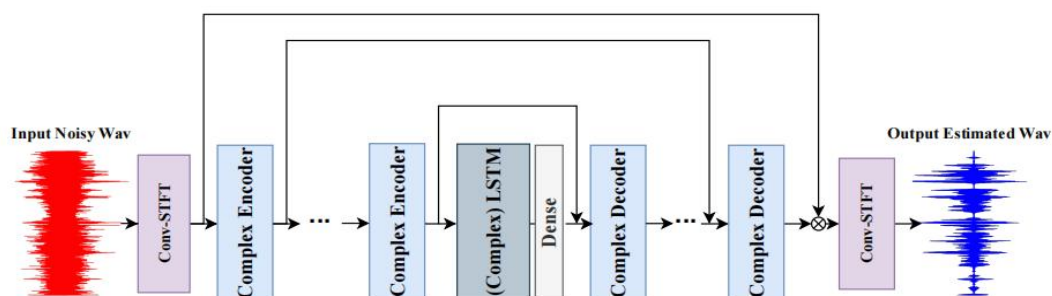 Input Noisy Wav
Conv-STFT
Complex Encoder
...
Complex Encoder
(Complex) LSTM
Dense
Complex Decoder
...
Complex Decoder
Conv-STFT
Output Estimated Wav